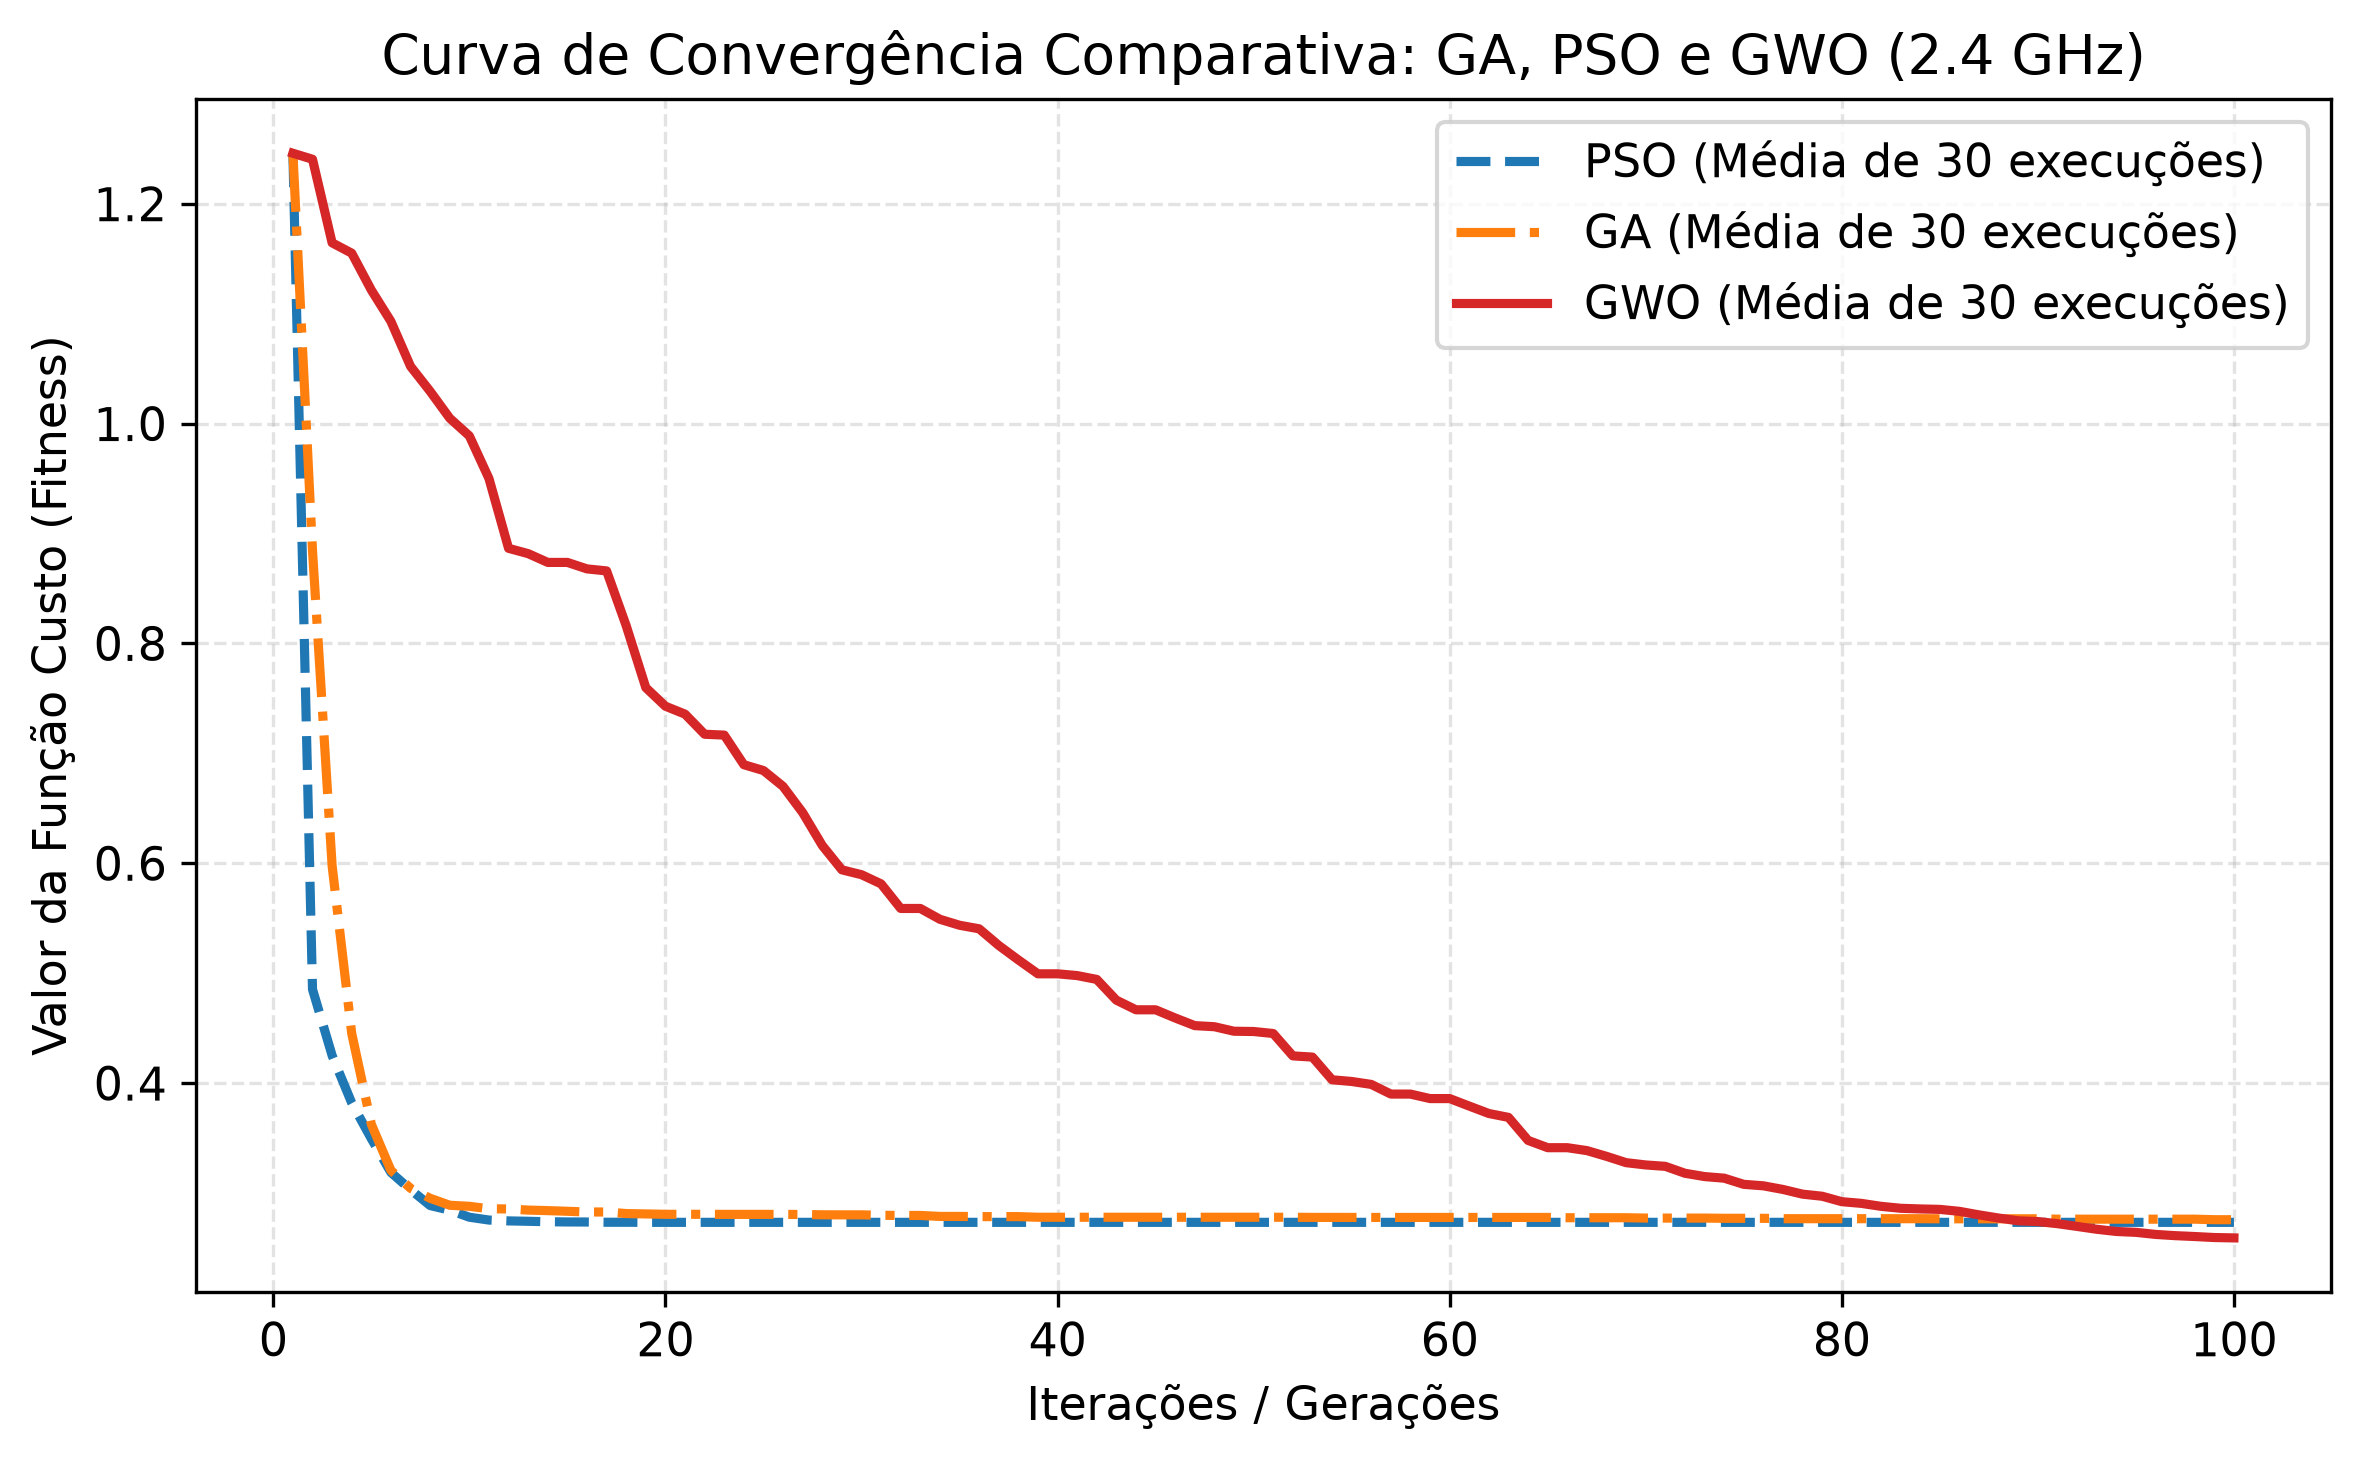 Curva de Convergência Comparativa: GA, PSO e GWO (2.4 GHz)
PSO (Média de 30 execuções)
GA (Média de 30 execuções)
GWO (Média de 30 execuções)
Valor da Função Custo (Fitness)
1.2
1.0
0.8
0.6
0.4
0 20 40 60 80 100
Iterações / Gerações